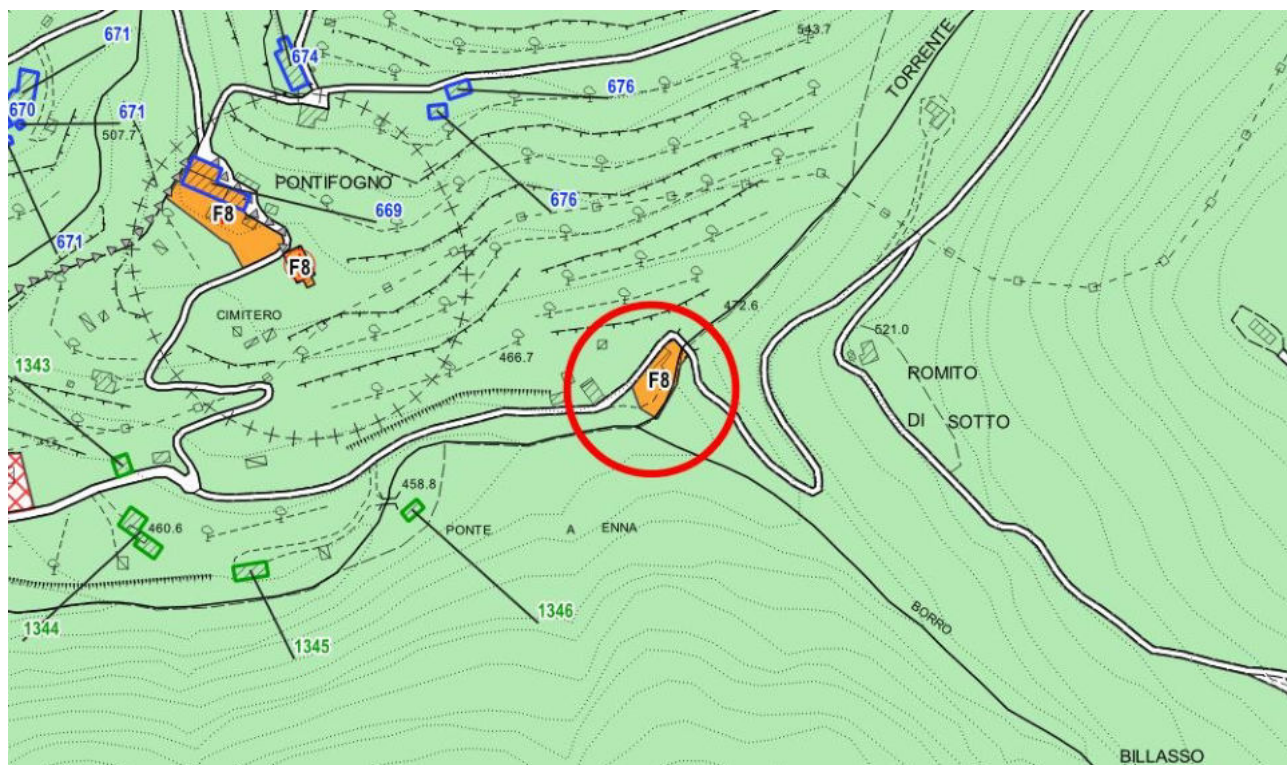 671
543.7
674
TORRENTE
670
671
676
507.7
PONTIFOGNO
676
F8
669
671
F8
472.6
CIMITERO
521.0
1343
466.7
F8
ROMITO
DI SOTTO
458.8
460.6
PONTE A ENNA
1346
1344
1345
BORRO
BILLASSO